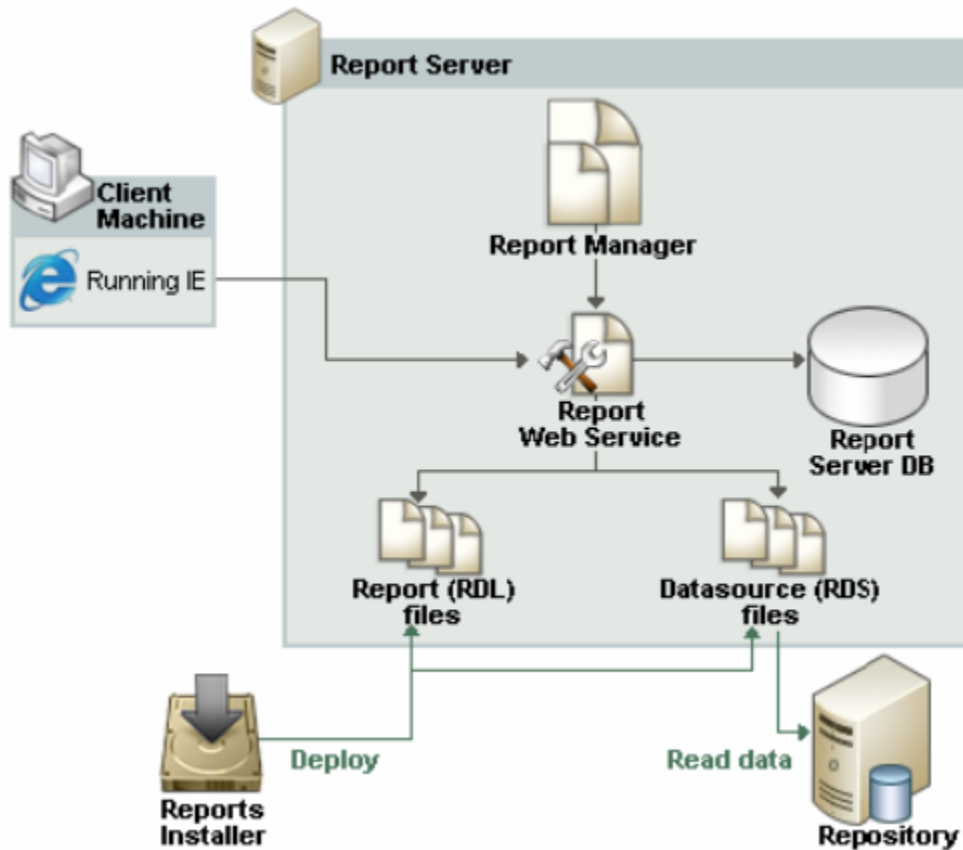 Report Server
Client
Machine
Running IE
Report Manager
Report
Web Service
Report
Server DB
Report (RDL)
files
Datasource (RDS)
files
Deploy
Read data
Reports
Installer
Repository